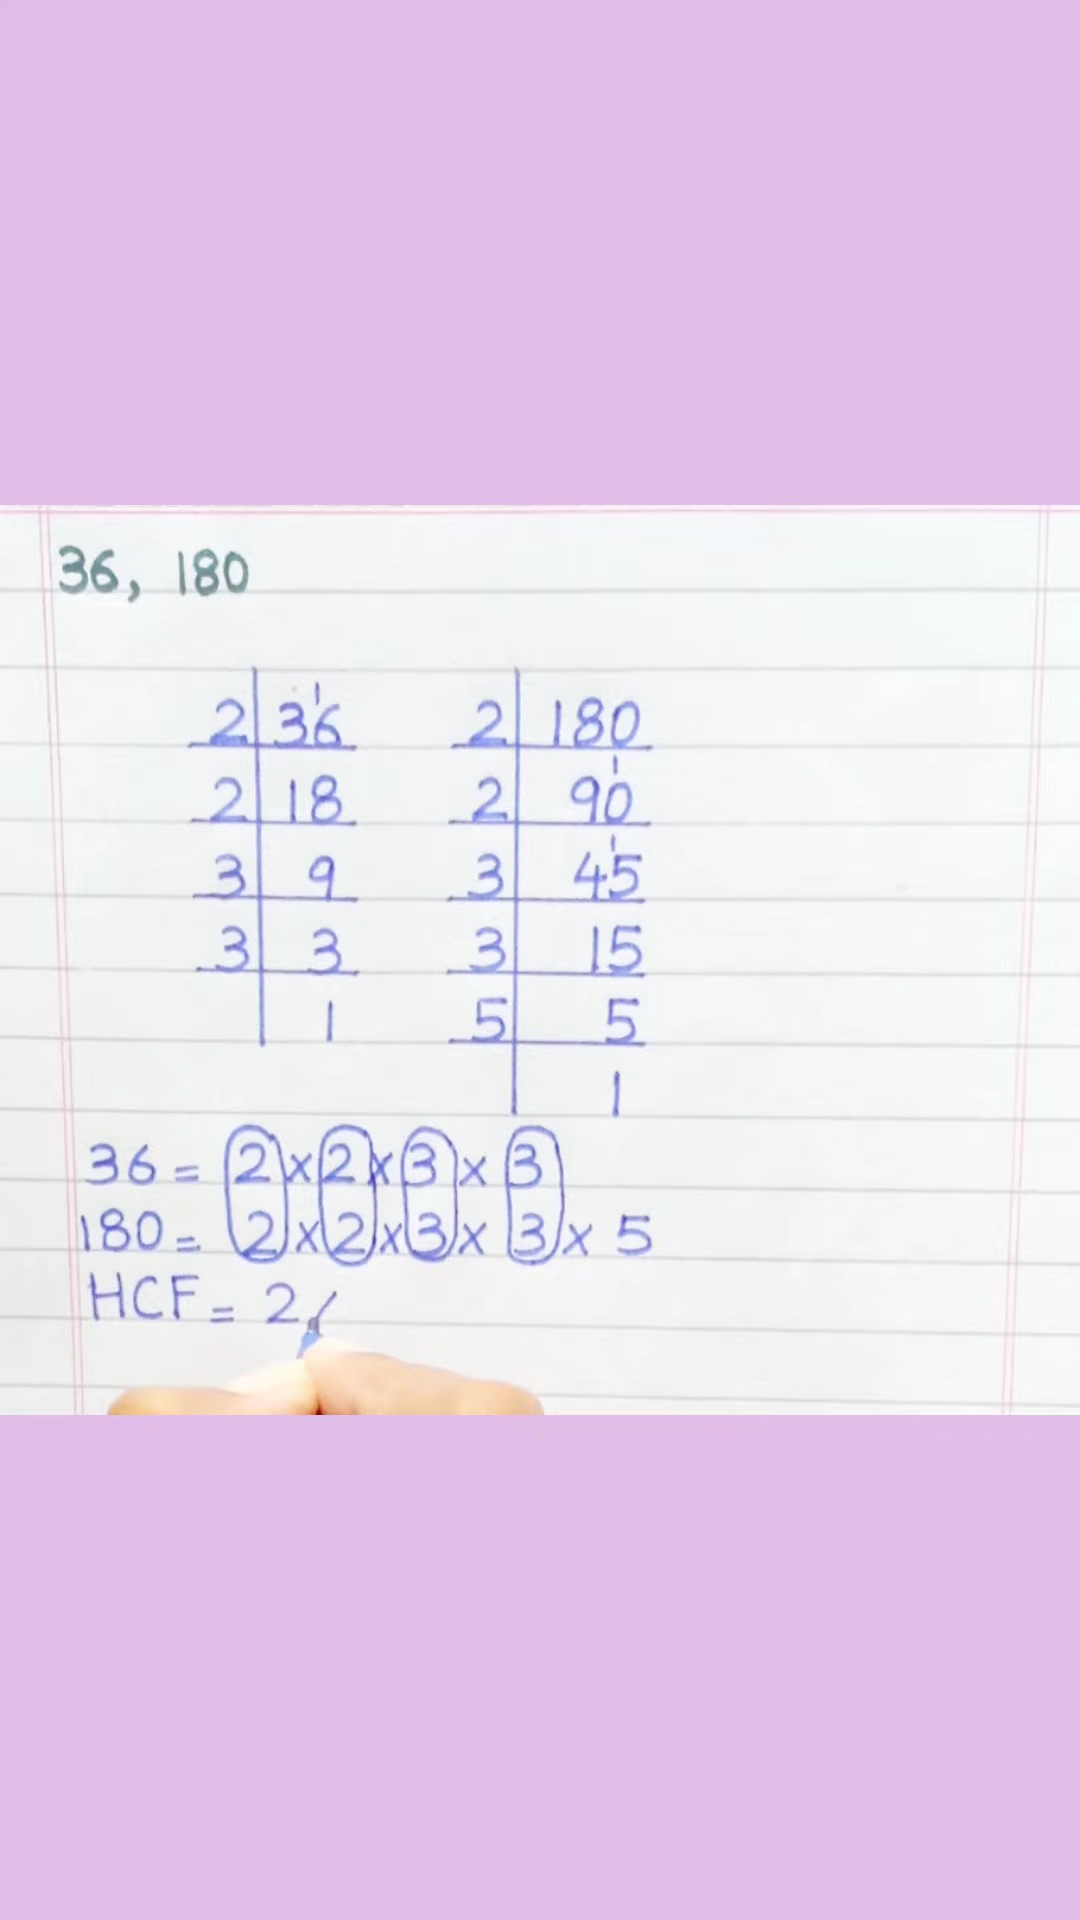 36, 180
2 | 36 2 | 180
2 | 18 2 | 90
3 | 9 3 | 45
3 | 3 3 | 15
1 5 | 5
1
36 = 2 × 2 × 3 × 3
180 = 2 × 2 × 3 × 3 × 5
HCF = 2